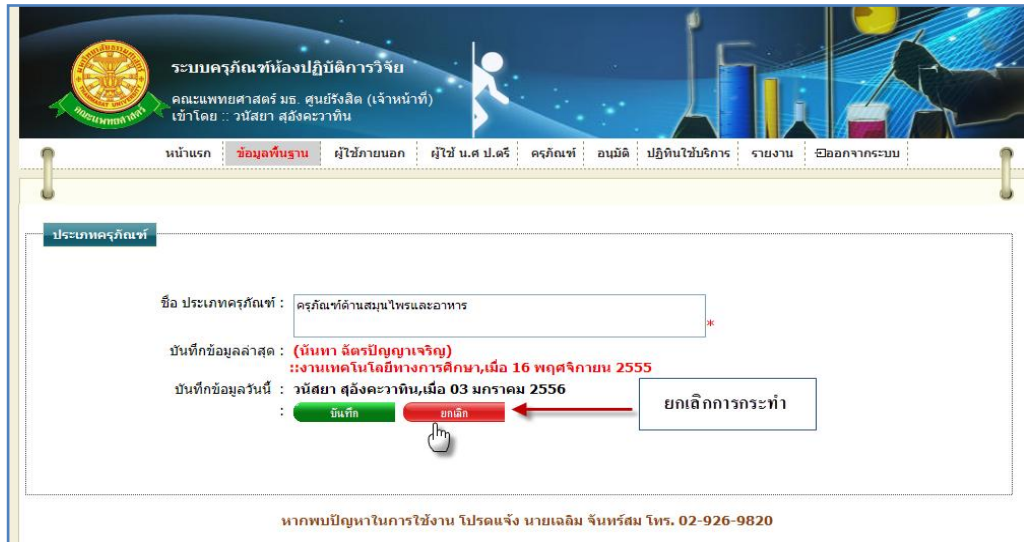 ระบบครุภัณฑ์ห้องปฏิบัติการวิจัย
คณะแพทยศาสตร์ มธ. ศูนย์รังสิต (เจ้าหน้าที่)
เข้าโดย :: วนัสยา สุอังคะวาทิน
THAMMASAT UNIVERSITY
หน้าแรก ข้อมูลพื้นฐาน ผู้ใช้ภายนอก ผู้ใช้ น.ศ ป.ตรี ครุภัณฑ์ อนุมัติ ปฏิทินใช้บริการ รายงาน ออกจากระบบ
ประเภทครุภัณฑ์
ชื่อ ประเภทครุภัณฑ์ : ครุภัณฑ์ด้านสมุนไพรและอาหาร
*
บันทึกข้อมูลล่าสุด : (นันทา ฉัตรปัญญาเจริญ)
::งานเทคโนโลยีทางการศึกษา,เมื่อ 16 พฤศจิกายน 2555
บันทึกข้อมูลวันนี้ : วนัสยา สุอังคะวาทิน,เมื่อ 03 มกราคม 2556
: บันทึก ยกเลิก
ยกเลิกการกระทำ
หากพบปัญหาในการใช้งาน โปรดแจ้ง นายเฉลิม จันทร์สม โทร. 02-926-9820